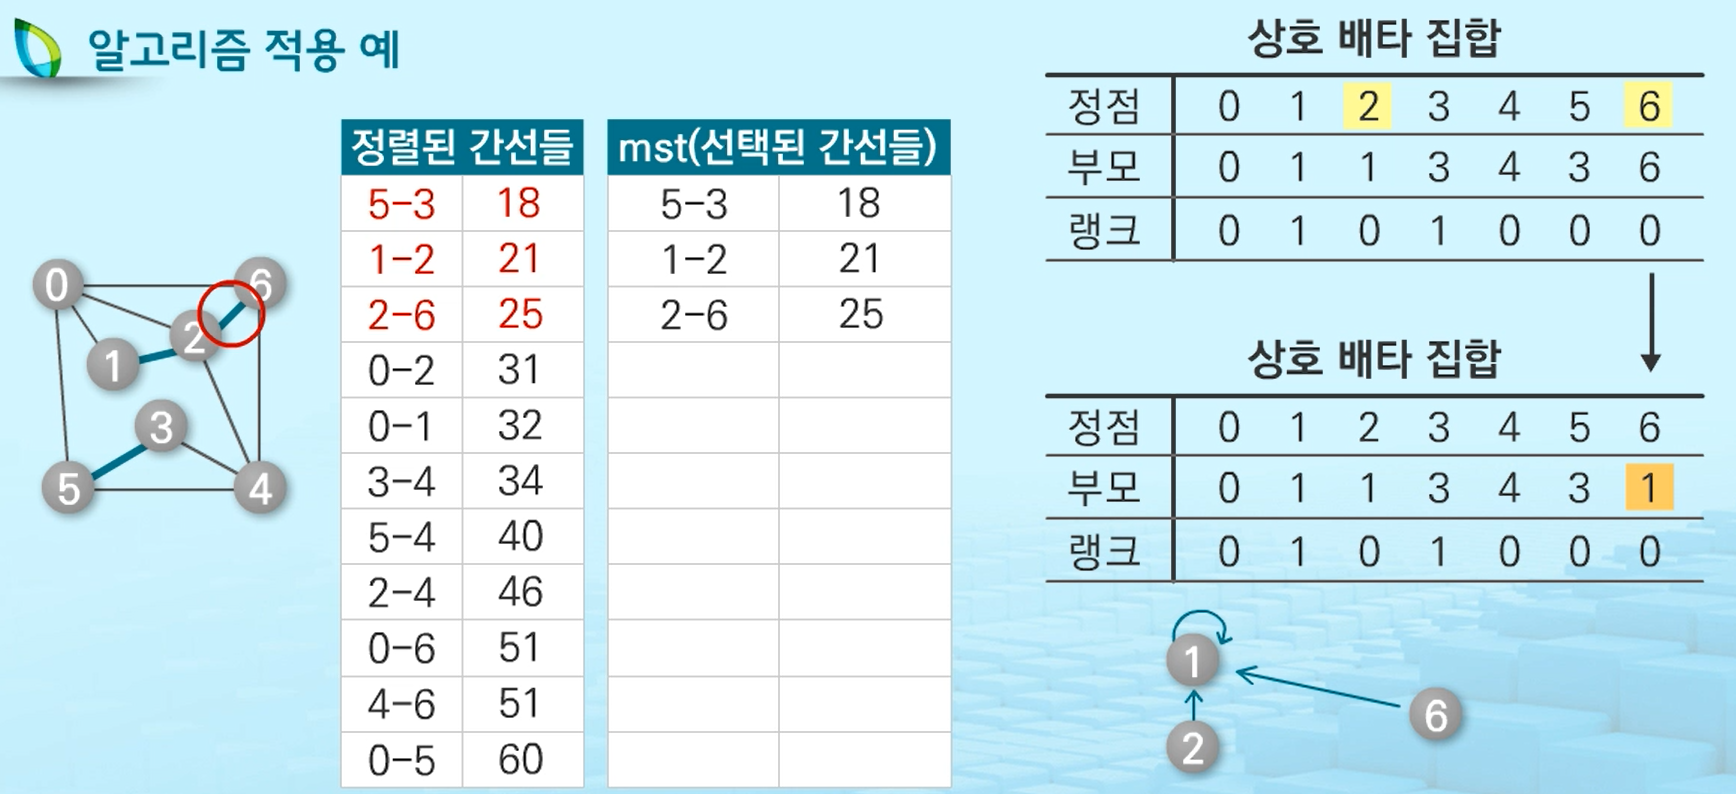 알고리즘 적용 예
정렬된 간선들
5-3 18
1-2 21
2-6 25
0-2 31
0-1 32
3-4 34
5-4 40
2-4 46
0-6 51
4-6 51
0-5 60
mst(선택된 간선들)
5-3 18
1-2 21
2-6 25
상호 배타 집합
정점 0 1 2 3 4 5 6
부모 0 1 1 3 4 3 6
랭크 0 1 0 1 0 0 0
상호 배타 집합
정점 0 1 2 3 4 5 6
부모 0 1 1 3 4 3 1
랭크 0 1 0 1 0 0 0
0
6
2
1
3
5
4
1
6
2